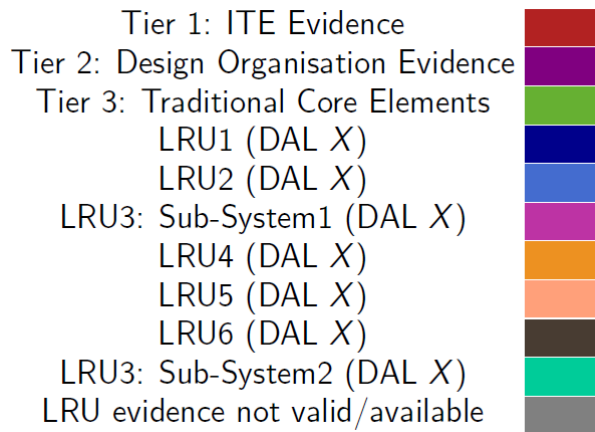 Tier 1: ITE Evidence
Tier 2: Design Organisation Evidence
Tier 3: Traditional Core Elements
LRU1 (DAL X)
LRU2 (DAL X)
LRU3: Sub-System1 (DAL X)
LRU4 (DAL X)
LRU5 (DAL X)
LRU6 (DAL X)
LRU3: Sub-System2 (DAL X)
LRU evidence not valid/available